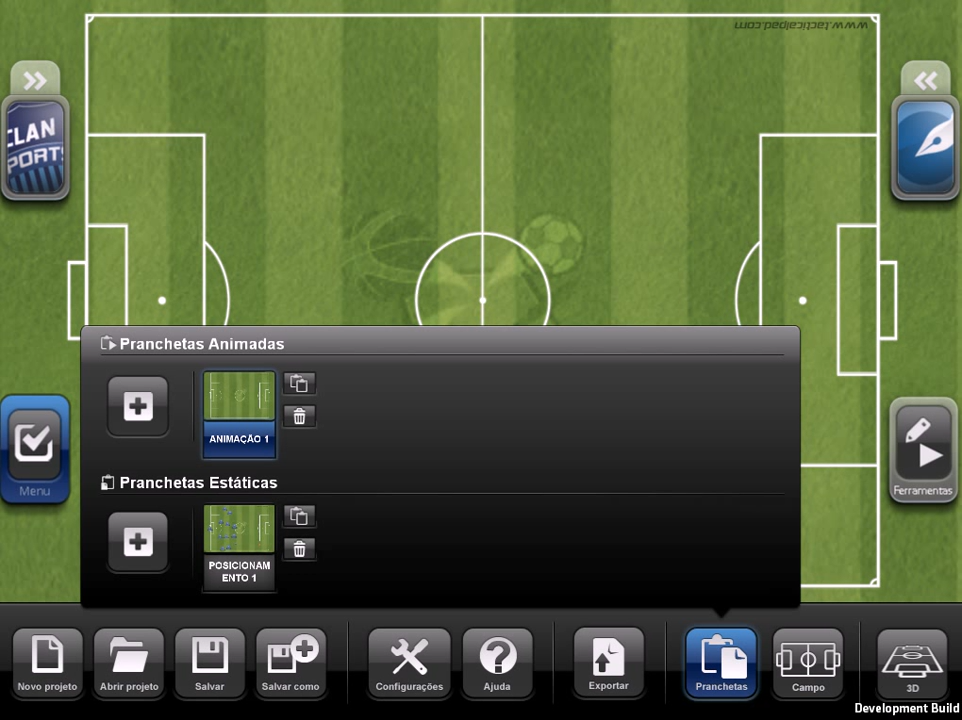 www.tacticalpad.com
CLAN
PORTS
Pranchetas Animadas
ANIMAÇÃO 1
Menu
Pranchetas Estáticas
Ferramentas
POSICIONAM
ENTO 1
Novo projeto
Abrir projeto
Salvar
Salvar como
Configurações
Ajuda
Exportar
Pranchetas
Campo
3D
Development Build